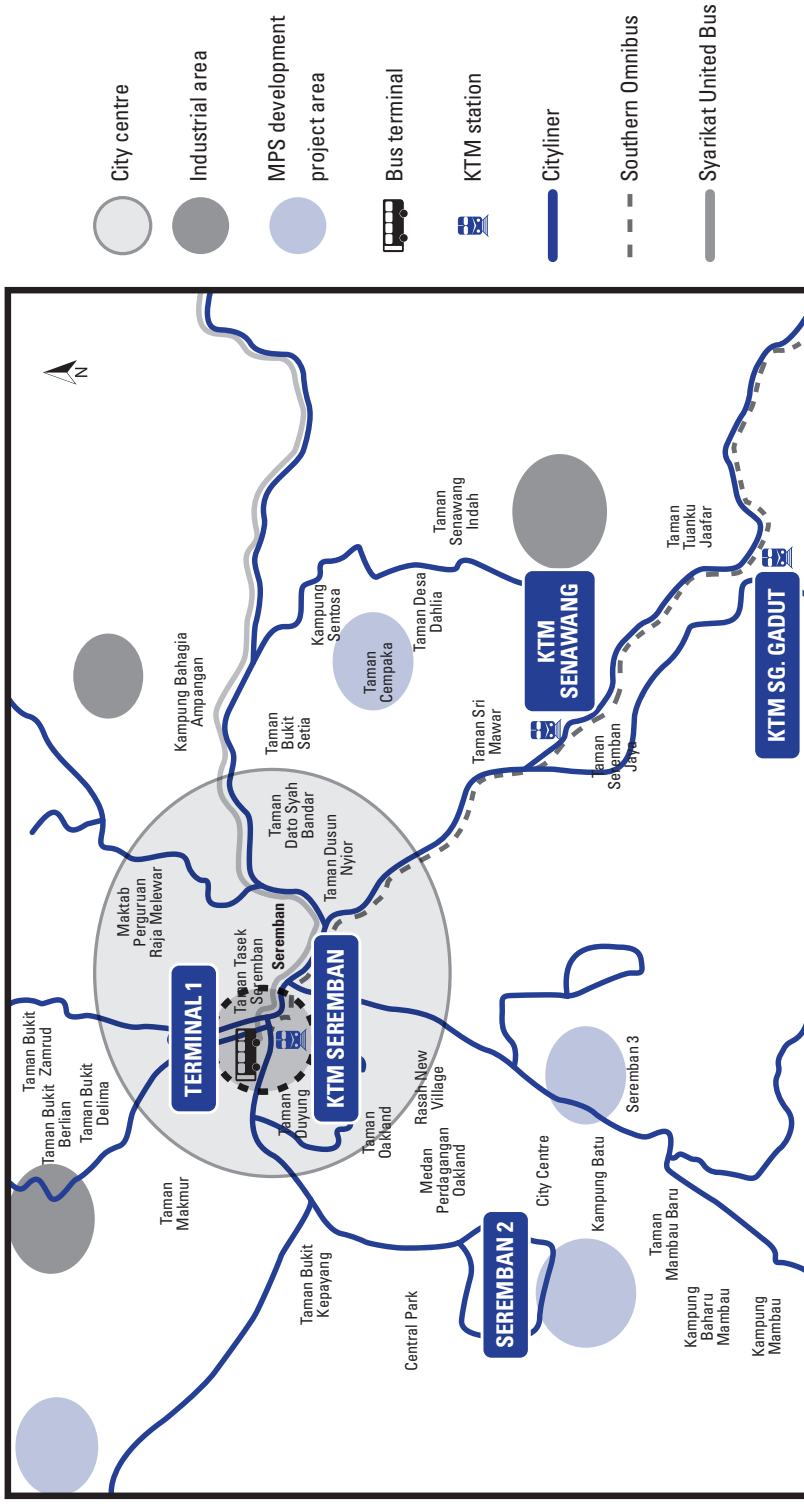 City centre
Industrial area
MPS development
project area
Bus terminal
KTM station
Cityliner
Southern Omnibus
Syarikat United Bus
N
Taman Bukit
Zamrud
Taman Bukit
Berlian
Taman Bukit
Delima
Taman
Makmur
Taman Bukit
Kepayang
Central Park
TERMINAL 1
Maktab
Perguruan
Raja Melewar
Kampung Bahagia
Ampangan
Taman Tasek
Seremban
Seremban
Taman
Dato Syah
Bandar
Taman
Bukit
Setia
Taman Dusun
Nyior
Taman
Duyung
KTM SEREMBAN
Taman
Oakland
Rasah New
Village
Medan
Perdagangan
Oakland
Kampung
Sentosa
Taman
Cempaka
Taman Desa
Dahlia
Taman
Senawang
Indah
Taman Sri
Mawar
KTM
SENAWANG
SEREMBAN 2
City Centre
Kampung Batu
Seremban 3
Taman
Seremban
Jaya
Taman
Tuanku
Jaafar
Taman
Mambau Baru
Kampung
Baharu
Mambau
Kampung
Mambau
KTM SG. GADUT